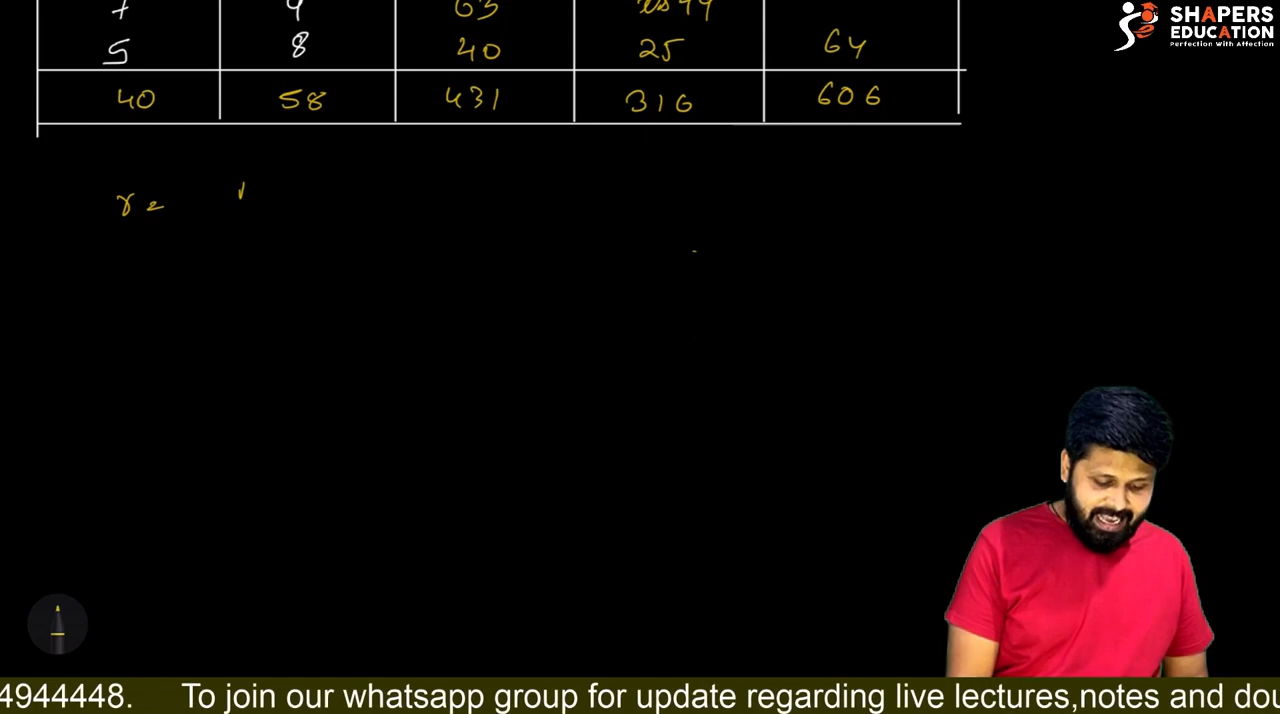 SHAPERS
EDUCATION
Perfection With Affection
7 9 63
5 8 40 25 64
40 58 431 316 606
r =
4944448. To join our whatsapp group for update regarding live lectures,notes and dou